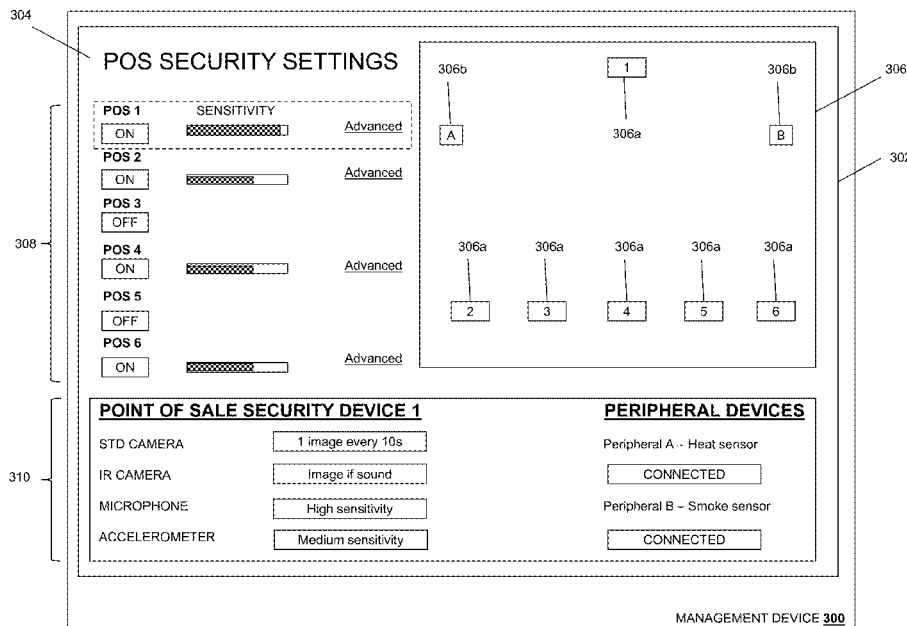 304
POS SECURITY SETTINGS
POS 1
SENSITIVITY
ON
Advanced
POS 2
ON
Advanced
POS 3
OFF
POS 4
ON
Advanced
POS 5
OFF
POS 6
ON
Advanced
308
306b
1
306b
306
A
306a
B
302
306a
306a
306a
306a
306a
2
3
4
5
6
310
POINT OF SALE SECURITY DEVICE 1
STD CAMERA
1 image every 10s
IR CAMERA
Image if sound
MICROPHONE
High sensitivity
ACCELEROMETER
Medium sensitivity
PERIPHERAL DEVICES
Peripheral A – Heat sensor
CONNECTED
Peripheral B – Smoke sensor
CONNECTED
MANAGEMENT DEVICE 300